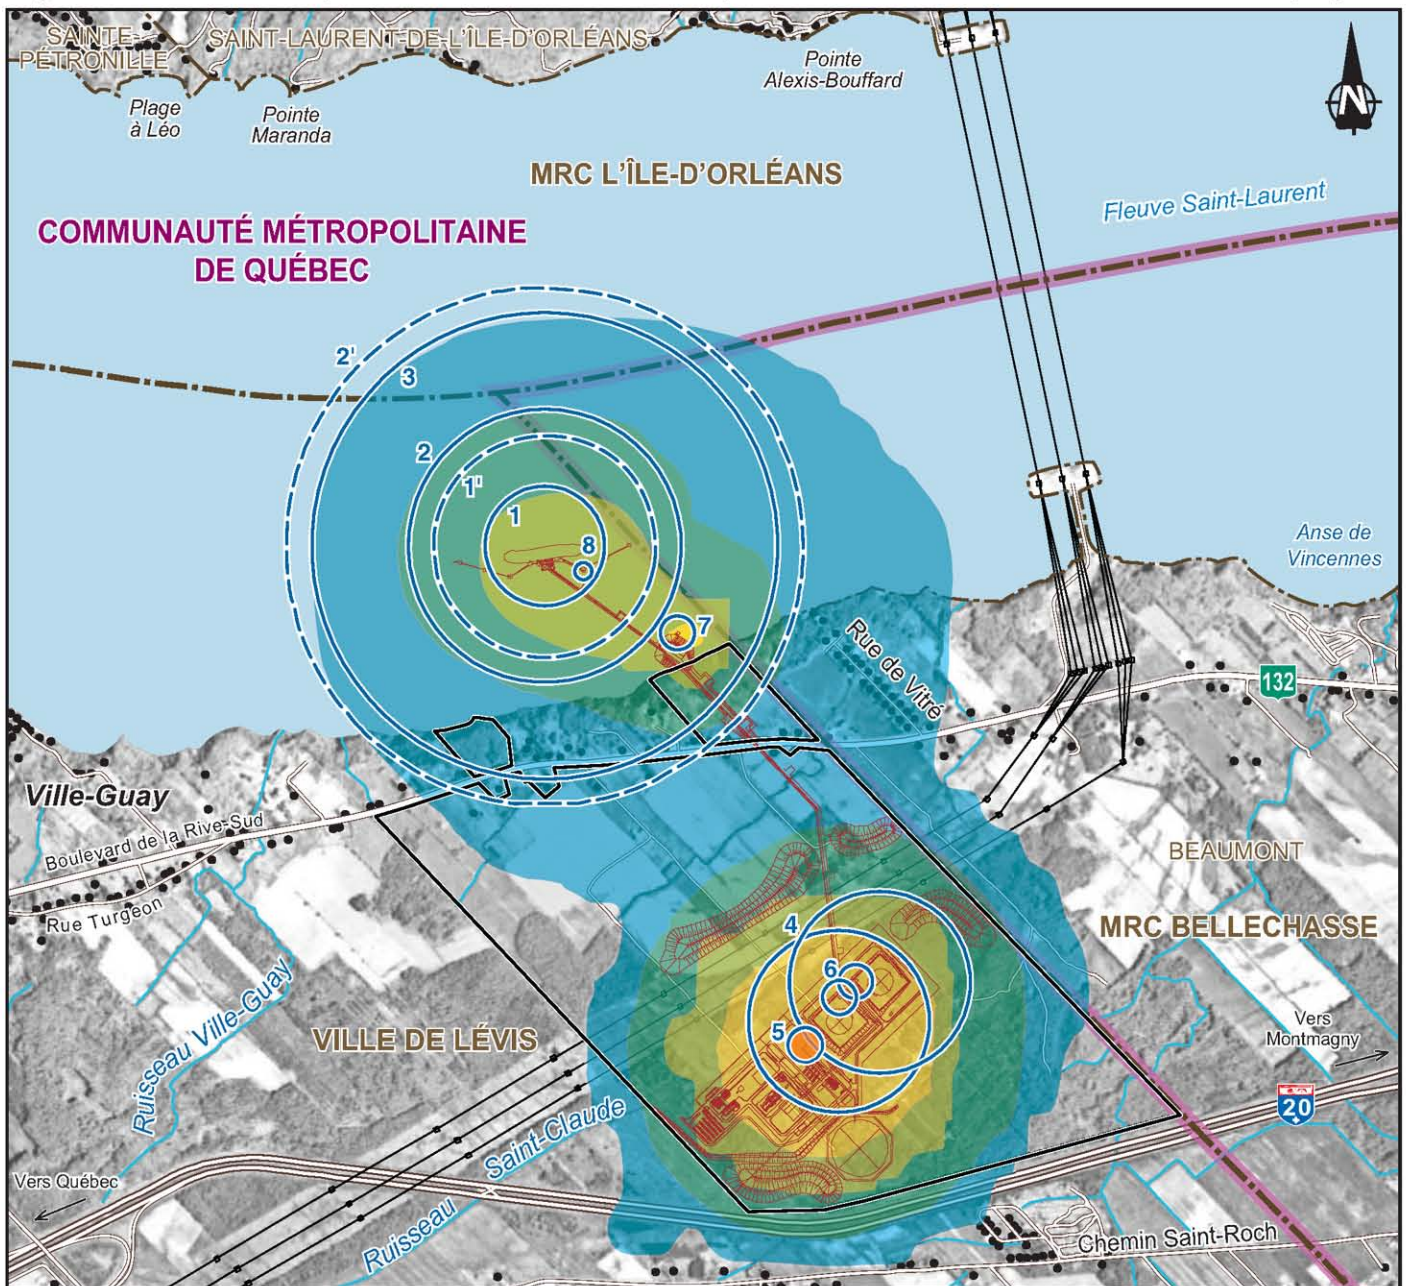 SAINTE-
PÉTRONILLE
SAINT-LAURENT-DE-L'ÎLE-D'ORLÉANS
Plage
à Léo
Pointe
Maranda
Pointe
Alexis-Bouffard
N
MRC L'ÎLE-D'ORLÉANS
Fleuve Saint-Laurent
COMMUNAUTÉ MÉTROPOLITAINE
DE QUÉBEC
2'
3
2
1'
1
8
7
Anse de
Vincennes
Rue de Vitré
132
Ville-Guay
Boulevard de la Rive-Sud
Rue Turgeon
BEAUMONT
MRC BELLECHASSE
4
6
5
Ruisseau Ville-Guay
VILLE DE LÉVIS
Vers
Montmagny
20
Ruisseau Saint-Claude
Vers Québec
Chemin Saint-Roch